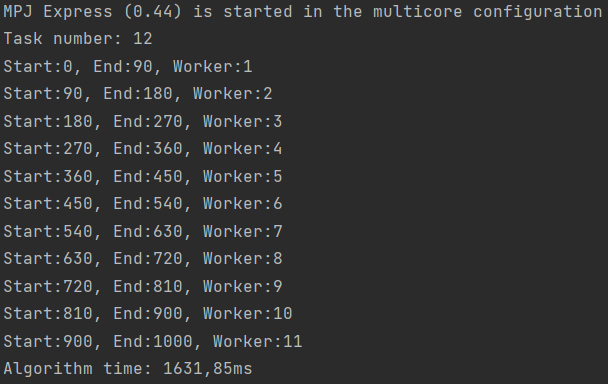 MPJ Express (0.44) is started in the multicore configuration
Task number: 12
Start:0, End:90, Worker:1
Start:90, End:180, Worker:2
Start:180, End:270, Worker:3
Start:270, End:360, Worker:4
Start:360, End:450, Worker:5
Start:450, End:540, Worker:6
Start:540, End:630, Worker:7
Start:630, End:720, Worker:8
Start:720, End:810, Worker:9
Start:810, End:900, Worker:10
Start:900, End:1000, Worker:11
Algorithm time: 1631,85ms